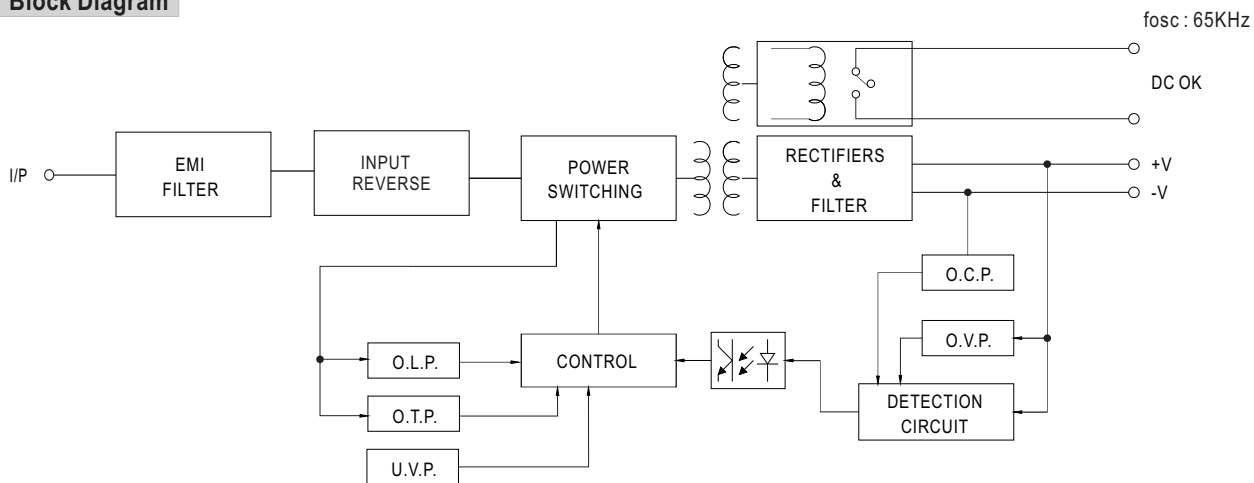 Block Diagram
fosc : 65KHz
DC OK
I/P
EMI
FILTER
INPUT
REVERSE
POWER
SWITCHING
RECTIFIERS
&
FILTER
+V
-V
O.C.P.
O.V.P.
O.L.P.
CONTROL
DETECTION
CIRCUIT
O.T.P.
U.V.P.